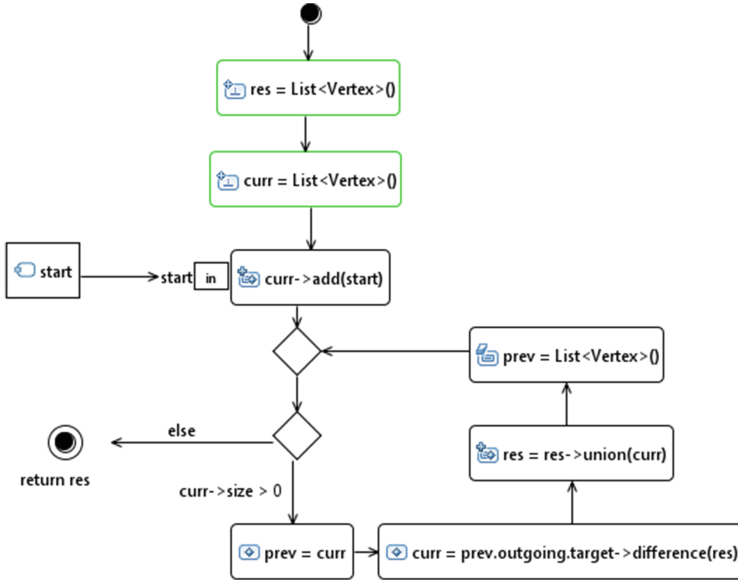 res = List<Vertex>()
curr = List<Vertex>()
start
start
in
curr->add(start)
prev = List<Vertex>()
else
return res
res = res->union(curr)
curr->size > 0
prev = curr
curr = prev.outgoing.target->difference(res)